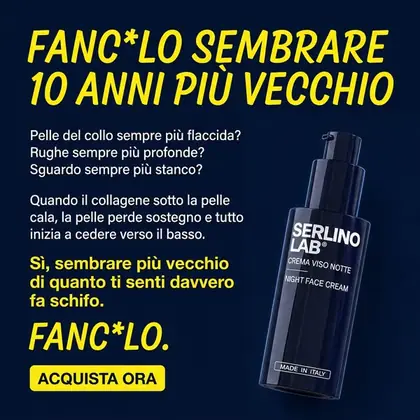 FANC*LO SEMBRARE
10 ANNI PIÙ VECCHIO
Pelle del collo sempre più flaccida?
Rughe sempre più profonde?
Sguardo sempre più stanco?
Quando il collagene sotto la pelle
cala, la pelle perde sostegno e tutto
inizia a cedere verso il basso.
Sì, sembrare più vecchio
di quanto ti senti davvero
fa schifo.
FANC*LO.
ACQUISTA ORA
SERLINO
LAB®
CREMA VISO NOTTE
NIGHT FACE CREAM
MADE IN ITALY